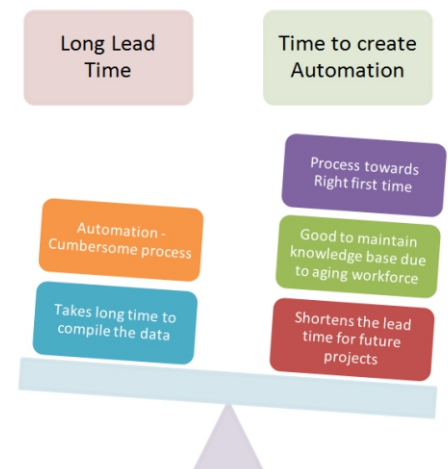 Long Lead
Time
Time to create
Automation
Automation -
Cumbersome process
Takes long time to
compile the data
Process towards
Right first time
Good to maintain
knowledge base due
to aging workforce
Shortens the lead
time for future
projects